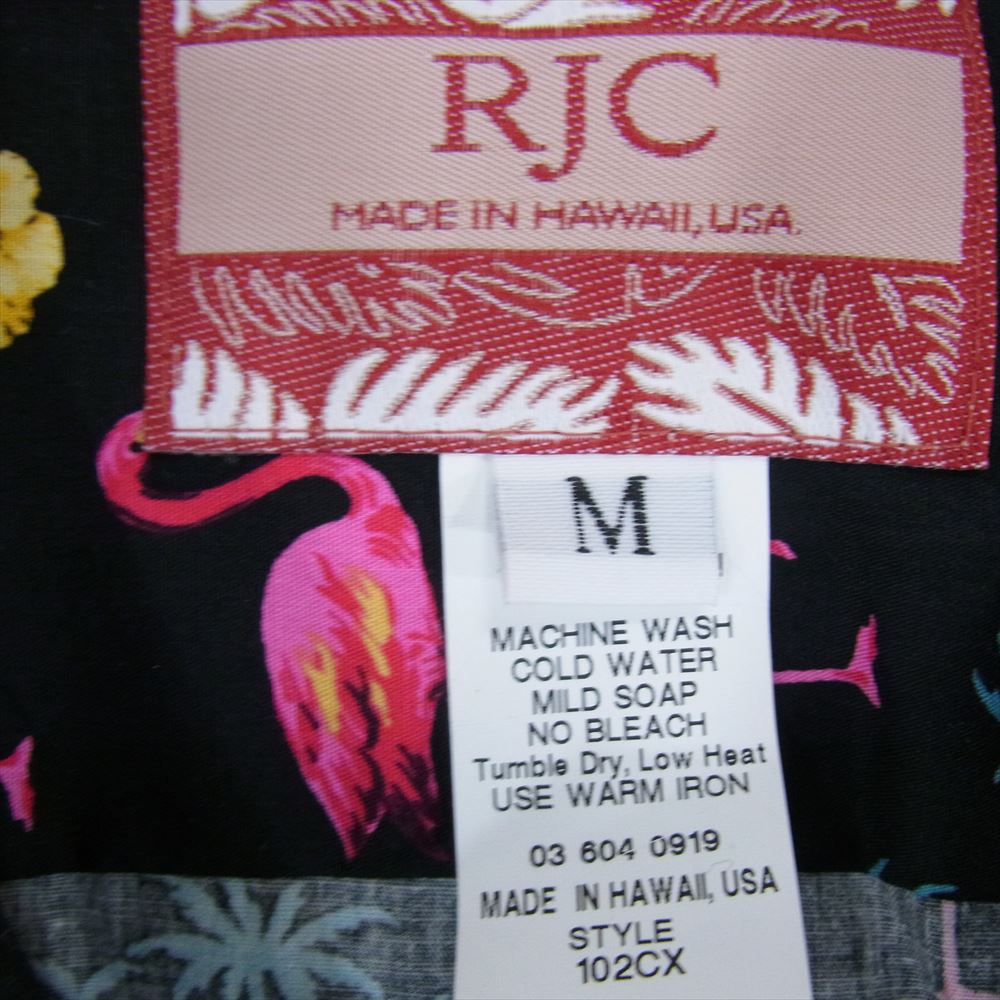 RJC
MADE IN HAWAII, USA.
M
MACHINE WASH
COLD WATER
MILD SOAP
NO BLEACH
Tumble Dry, Low Heat
USE WARM IRON
03 604 0919
MADE IN HAWAII, USA
STYLE
102CX